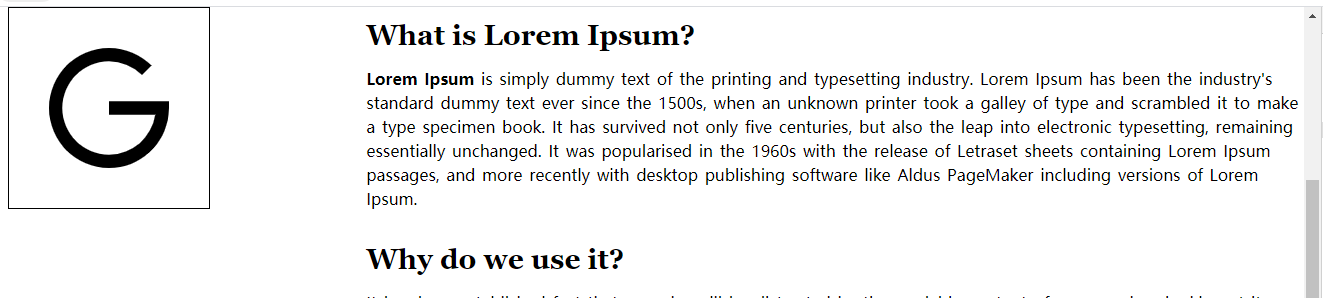 G
What is Lorem Ipsum?
Lorem Ipsum is simply dummy text of the printing and typesetting industry. Lorem Ipsum has been the industry's
standard dummy text ever since the 1500s, when an unknown printer took a galley of type and scrambled it to make
a type specimen book. It has survived not only five centuries, but also the leap into electronic typesetting, remaining
essentially unchanged. It was popularised in the 1960s with the release of Letraset sheets containing Lorem Ipsum
passages, and more recently with desktop publishing software like Aldus PageMaker including versions of Lorem
Ipsum.
Why do we use it?